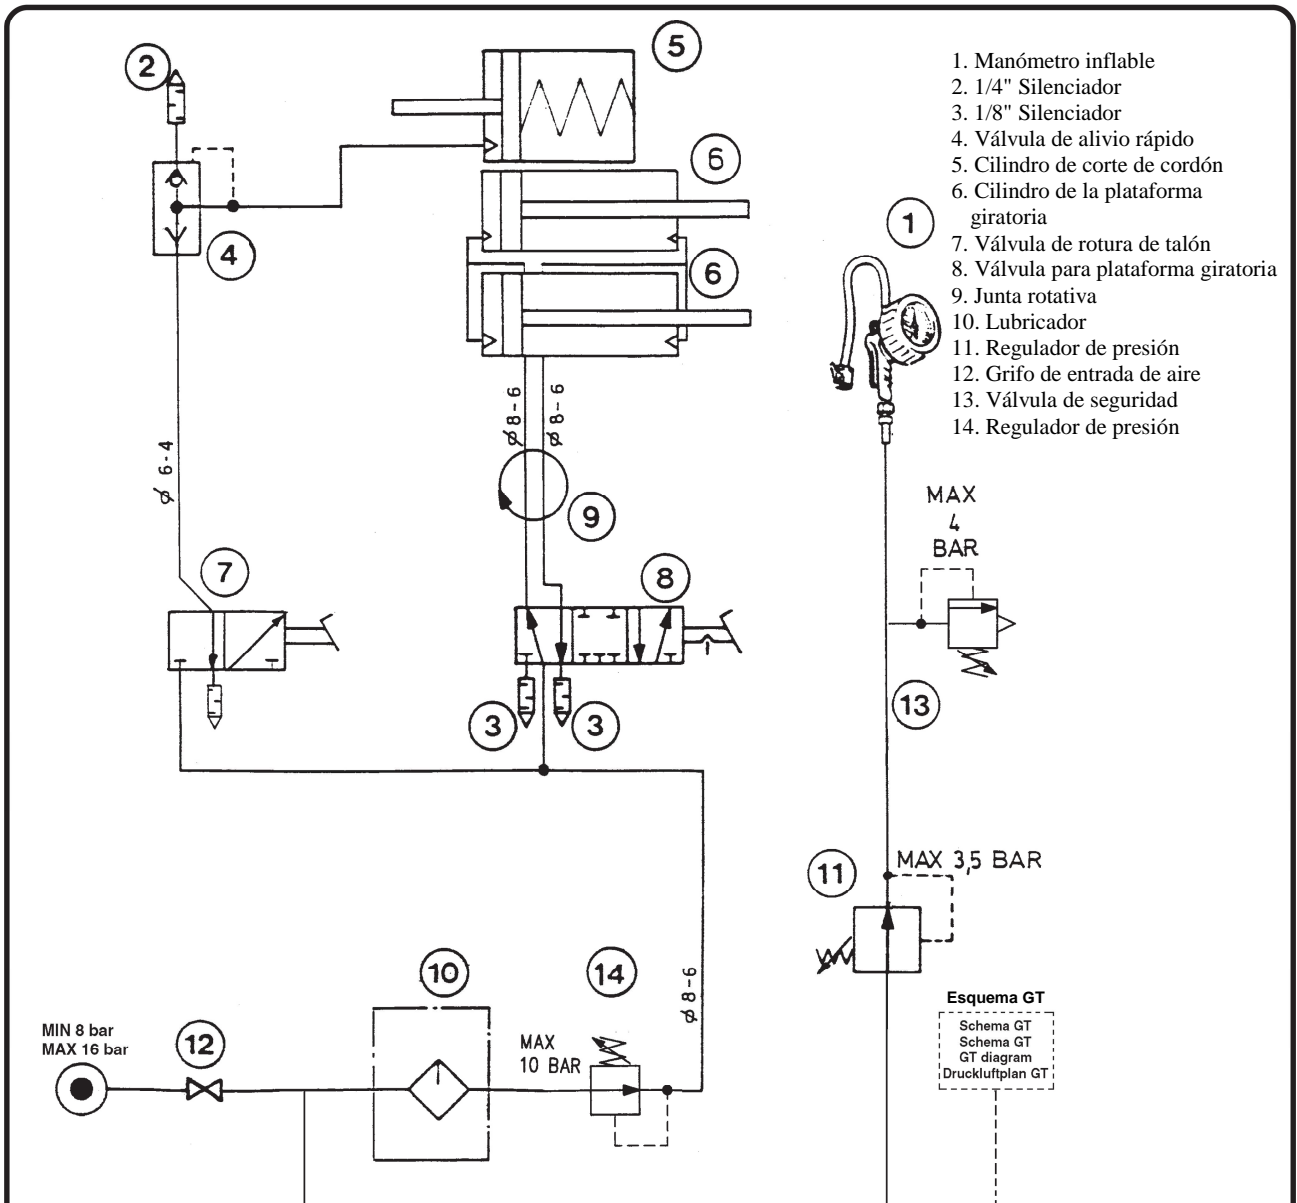 1. Manómetro inflable
2. 1/4" Silenciador
3. 1/8" Silenciador
4. Válvula de alivio rápido
5. Cilindro de corte de cordón
6. Cilindro de la plataforma
giratoria
7. Válvula de rotura de talón
8. Válvula para plataforma giratoria
9. Junta rotativa
10. Lubricador
11. Regulador de presión
12. Grifo de entrada de aire
13. Válvula de seguridad
14. Regulador de presión
2
5
6
4
6
1
ø 8-6
ø 8-6
ø 6-4
9
7
8
MAX
4
BAR
3
3
13
MAX 3,5 BAR
11
10
14
ø 8-6
MIN 8 bar
MAX 16 bar
12
MAX
10 BAR
Esquema GT
Schema GT
Schema GT
GT diagram
Druckluftplan GT